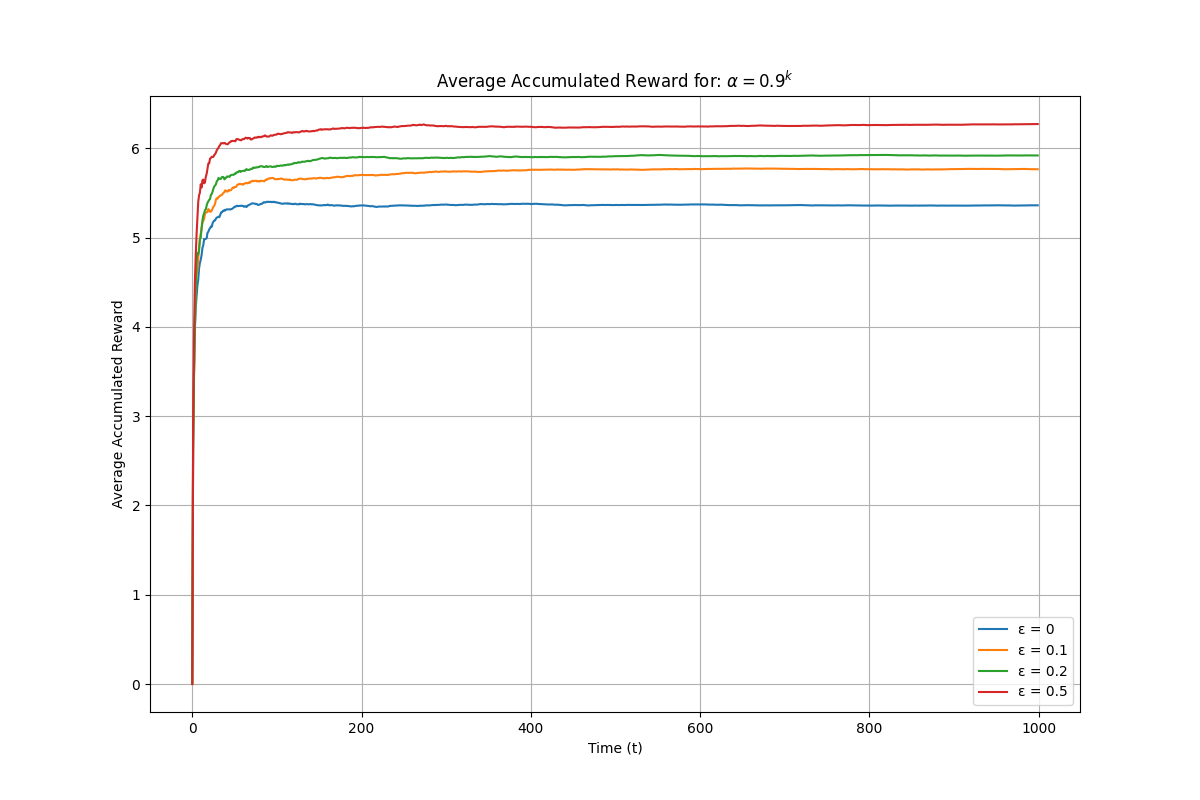 Average Accumulated Reward for: α = 0.9^k
Average Accumulated Reward
6
5
4
3
2
1
0
ε = 0
ε = 0.1
ε = 0.2
ε = 0.5
0 200 400 600 800 1000
Time (t)